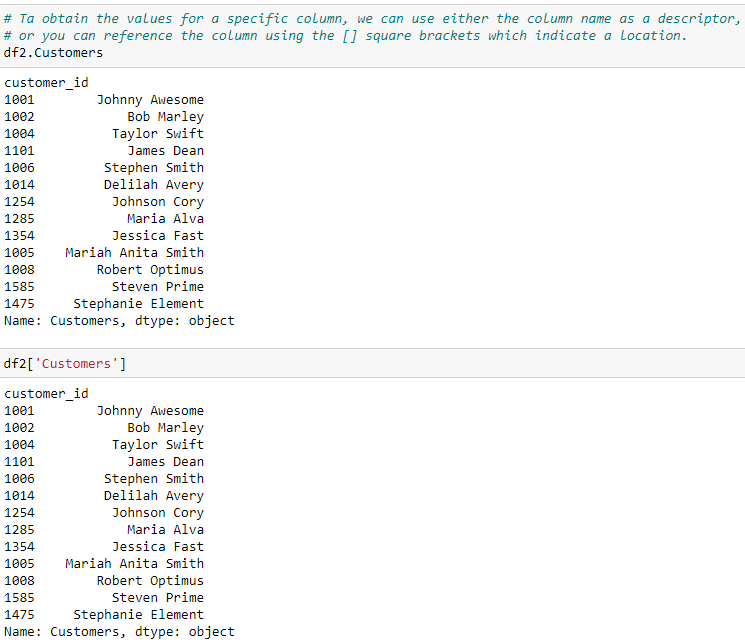 # Ta obtain the values for a specific column, we can use either the column name as a descriptor,
# or you can reference the column using the [] square brackets which indicate a location.
df2.Customers
customer_id
1001        Johnny Awesome
1002            Bob Marley
1004          Taylor Swift
1101            James Dean
1006         Stephen Smith
1014         Delilah Avery
1254          Johnson Cory
1285            Maria Alva
1354          Jessica Fast
1005    Mariah Anita Smith
1008        Robert Optimus
1585          Steven Prime
1475     Stephanie Element
Name: Customers, dtype: object
df2['Customers']
customer_id
1001        Johnny Awesome
1002            Bob Marley
1004          Taylor Swift
1101            James Dean
1006         Stephen Smith
1014         Delilah Avery
1254          Johnson Cory
1285            Maria Alva
1354          Jessica Fast
1005    Mariah Anita Smith
1008        Robert Optimus
1585          Steven Prime
1475     Stephanie Element
Name: Customers, dtype: object